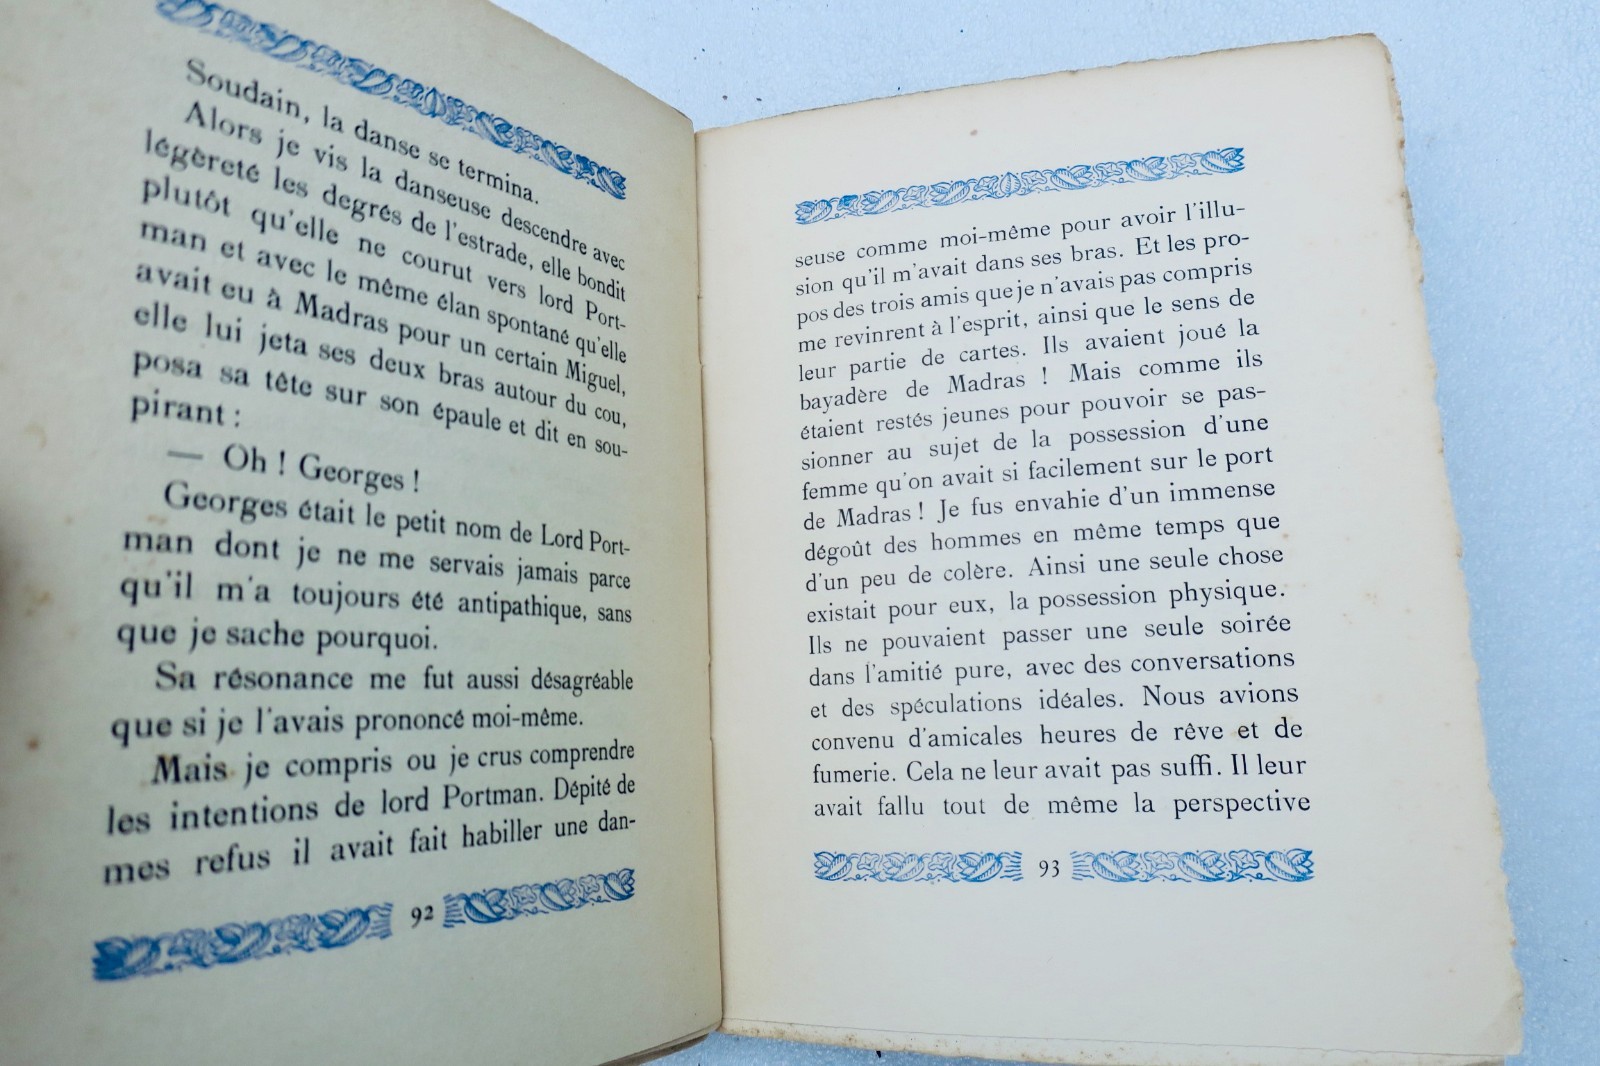 Soudain, la danse se termina.
Alors je vis la danseuse descendre avec
légèreté les degrés de l'estrade, elle bondit
plutôt qu'elle ne courut vers lord Port-
man et avec le même élan spontané qu'elle
avait eu à Madras pour un certain Miguel,
elle lui jeta ses deux bras autour du cou,
posa sa tête sur son épaule et dit en sou-
pirant :
— Oh ! Georges !
Georges était le petit nom de Lord Port-
man dont je ne me servais jamais parce
qu'il m'a toujours été antipathique, sans
que je sache pourquoi.
Sa résonance me fut aussi désagréable
que si je l'avais prononcé moi-même.
Mais je compris ou je crus comprendre
les intentions de lord Portman. Dépité de
mes refus il avait fait habiller une dan-
92
seuse comme moi-même pour avoir l'illu-
sion qu'il m'avait dans ses bras. Et les pro-
pos des trois amis que je n'avais pas compris
me revinrent à l'esprit, ainsi que le sens de
leur partie de cartes. Ils avaient joué la
bayadère de Madras ! Mais comme ils
étaient restés jeunes pour pouvoir se pas-
sionner au sujet de la possession d'une
femme qu'on avait si facilement sur le port
de Madras ! Je fus envahie d'un immense
dégoût des hommes en même temps que
d'un peu de colère. Ainsi une seule chose
existait pour eux, la possession physique.
Ils ne pouvaient passer une seule soirée
dans l'amitié pure, avec des conversations
et des spéculations idéales. Nous avions
convenu d'amicales heures de rêve et de
fumerie. Cela ne leur avait pas suffi. Il leur
avait fallu tout de même la perspective
93